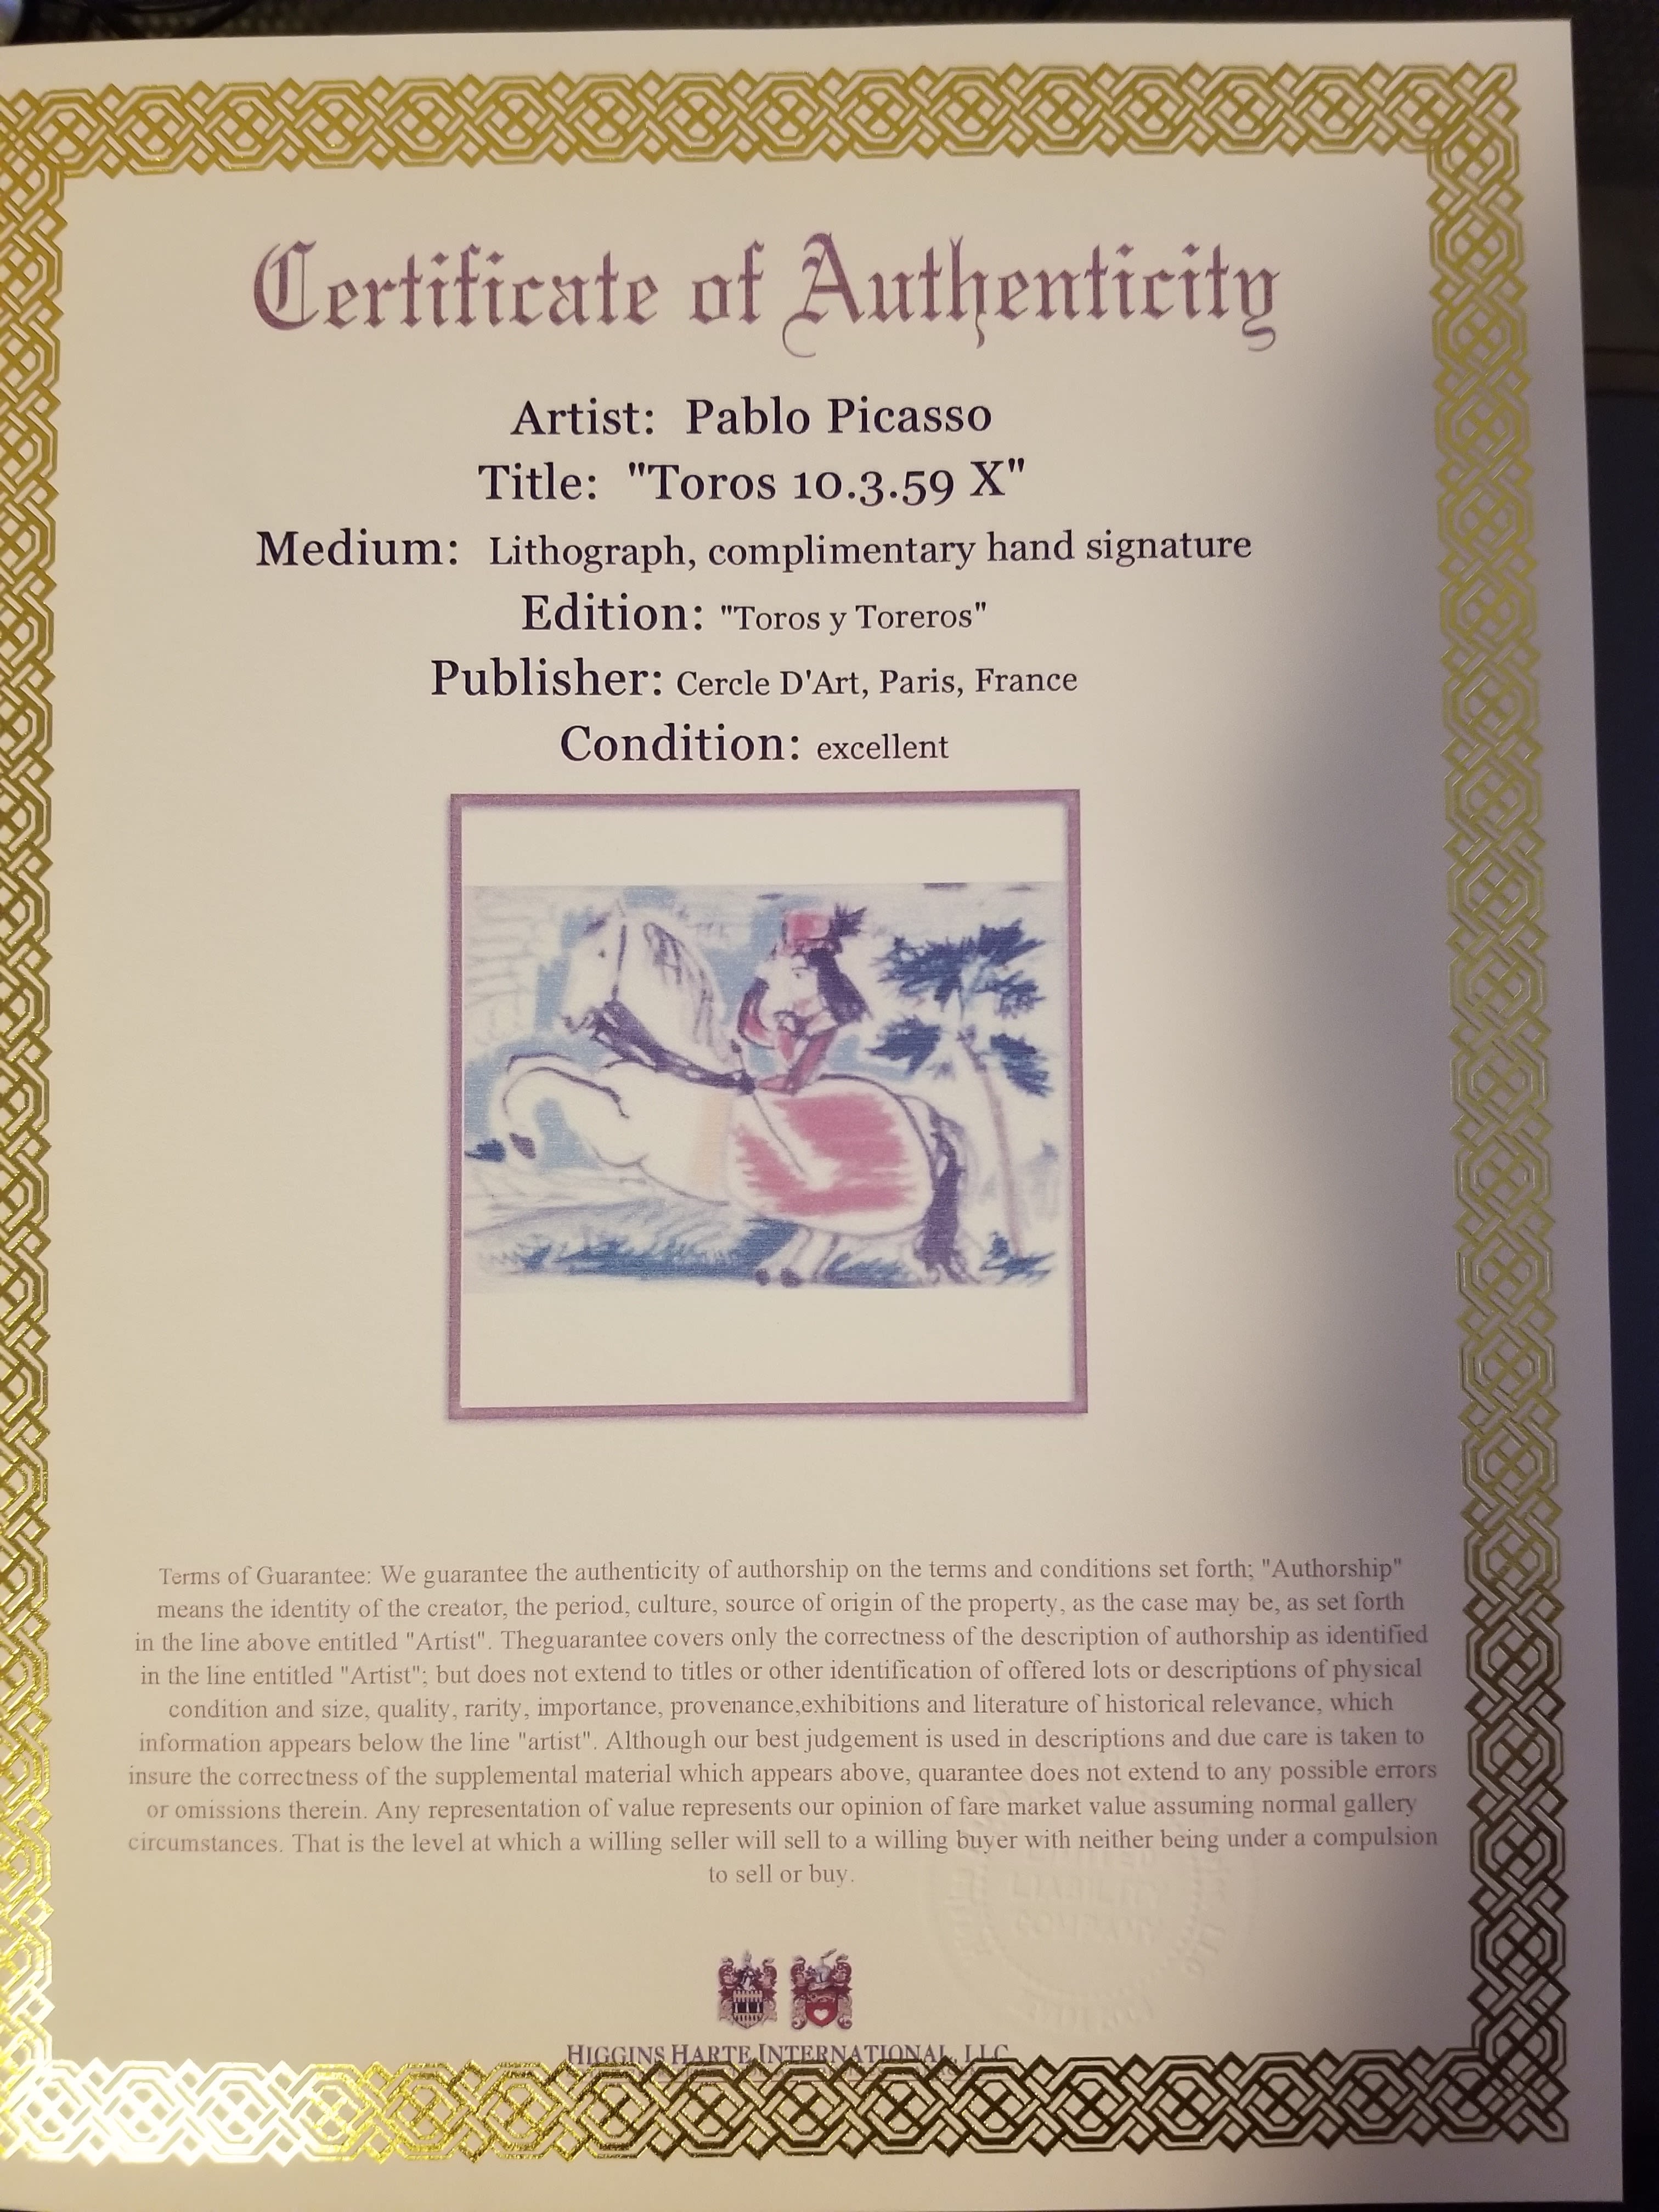 Certificate of Authenticity
Artist: Pablo Picasso
Title: "Toros 10.3.59 X"
Medium: Lithograph, complimentary hand signature
Edition: "Toros y Toreros"
Publisher: Cercle D'Art, Paris, France
Condition: excellent
Terms of Guarantee: We guarantee the authenticity of authorship on the terms and conditions set forth; "Authorship"
means the identity of the creator, the period, culture, source of origin of the property, as the case may be, as set forth
in the line above entitled "Artist". Theguarantee covers only the correctness of the description of authorship as identified
in the line entitled "Artist"; but does not extend to titles or other identification of offered lots or descriptions of physical
condition and size, quality, rarity, importance, provenance,exhibitions and literature of historical relevance, which
information appears below the line "artist". Although our best judgement is used in descriptions and due care is taken to
insure the correctness of the supplemental material which appears above, quarantee does not extend to any possible errors
or omissions therein. Any representation of value represents our opinion of fare market value assuming normal gallery
circumstances. That is the level at which a willing seller will sell to a willing buyer with neither being under a compulsion
to sell or buy.
LIABILITY
COMPANY
HIGGINS HARTE INTERNATIONAL, LLC